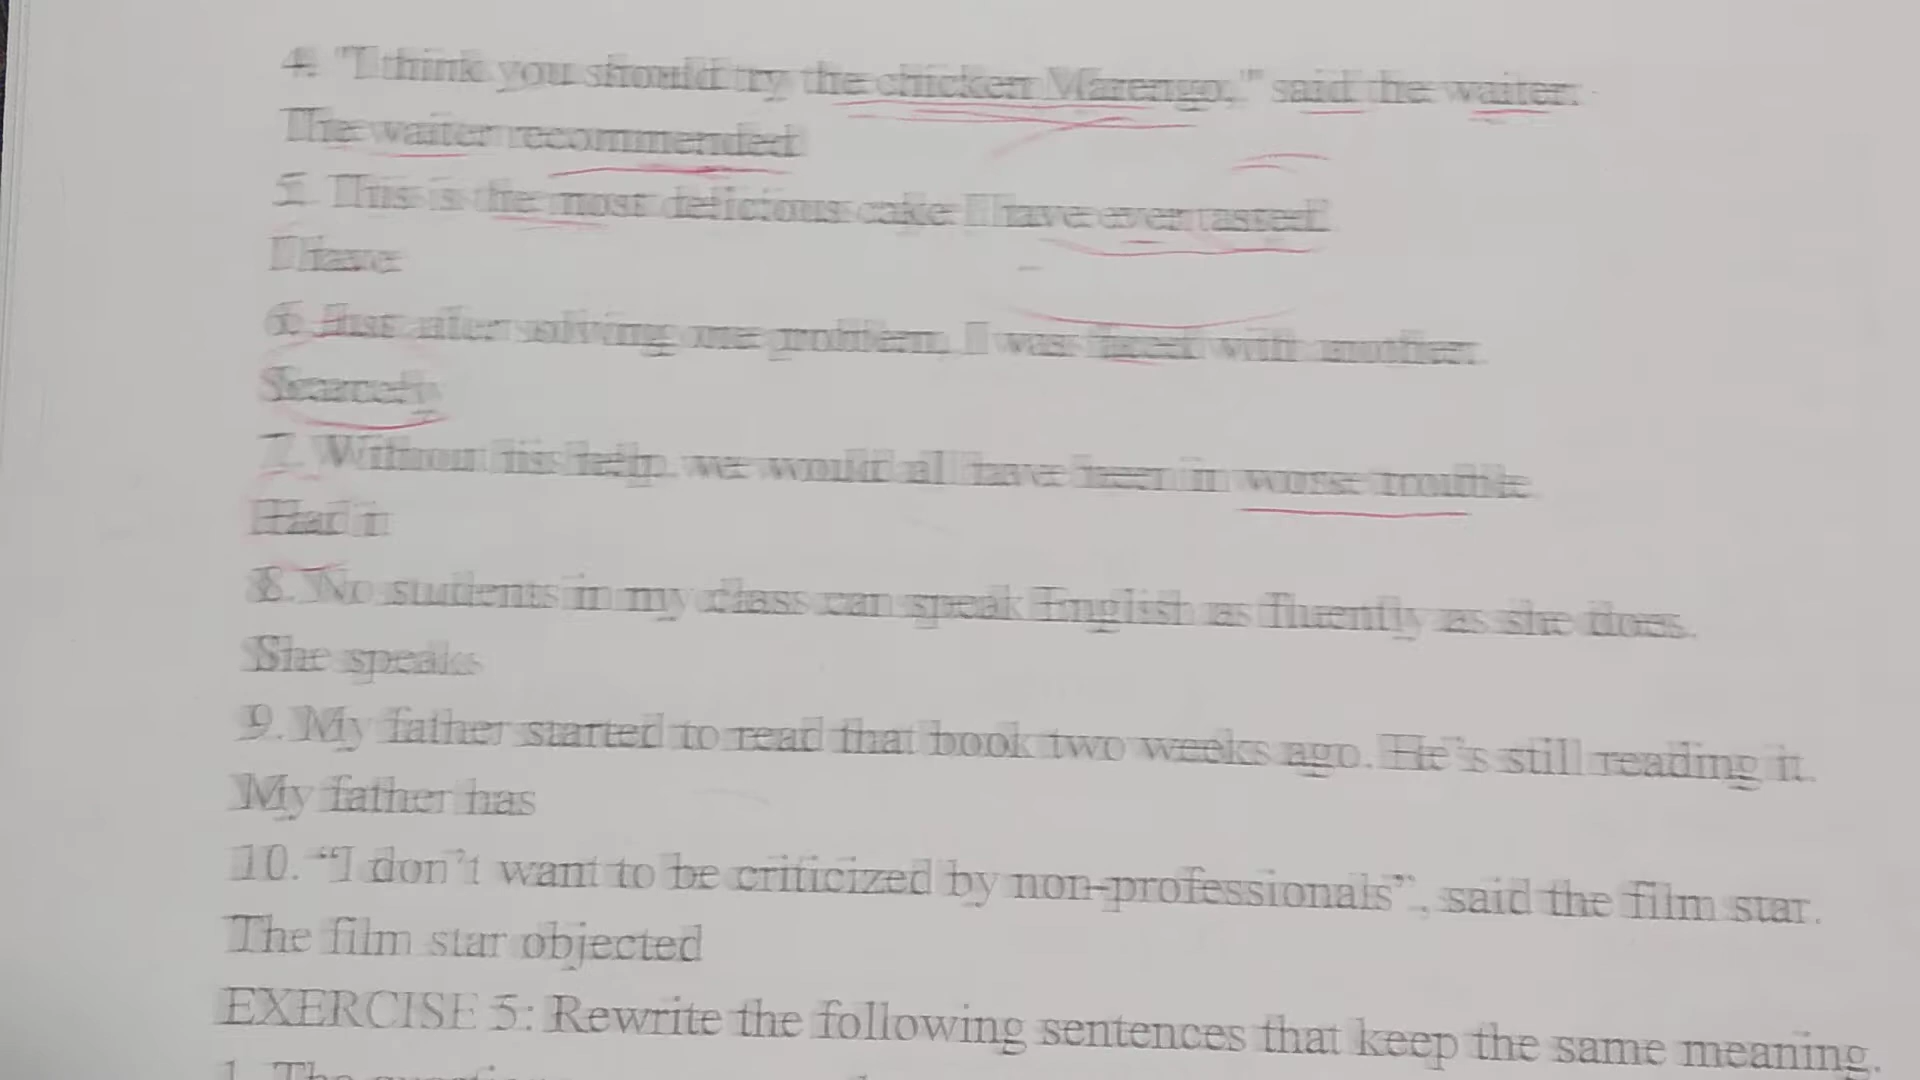 4. "I think you should try the chicken Marengo," said the waiter.
The waiter recommended
5. This is the most delicious cake I have ever tasted
I have
6. Just after solving one problem, I was faced with another.
Scarcely
7. Without his help, we would all have been in worse trouble
Had it
8. No students in my class can speak English as fluently as she does.
She speaks
9. My father started to read that book two weeks ago. He's still reading it.
My father has
10. “I don’t want to be criticized by non-professionals”, said the film star.
The film star objected
EXERCISE 5: Rewrite the following sentences that keep the same meaning.
1. The